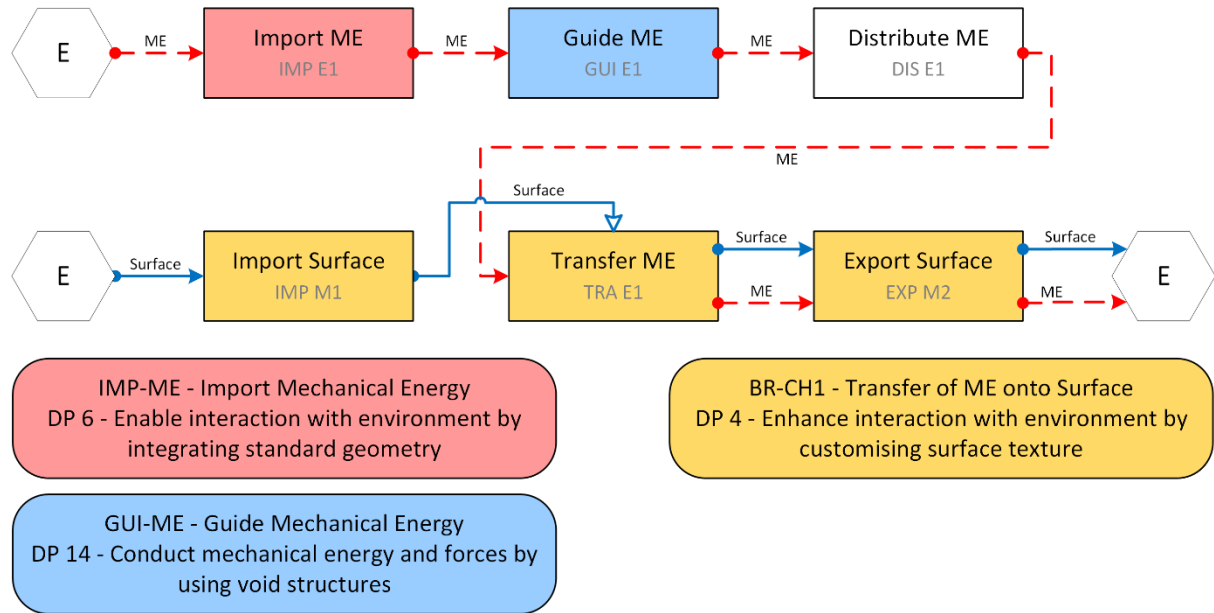 E
ME
Import ME
IMP E1
ME
Guide ME
GUI E1
ME
Distribute ME
DIS E1
ME
Surface
E
Surface
Import Surface
IMP M1
Transfer ME
TRA E1
Surface
ME
Export Surface
EXP M2
Surface
ME
E
IMP-ME - Import Mechanical Energy
DP 6 - Enable interaction with environment by
integrating standard geometry
BR-CH1 - Transfer of ME onto Surface
DP 4 - Enhance interaction with environment by
customising surface texture
GUI-ME - Guide Mechanical Energy
DP 14 - Conduct mechanical energy and forces by
using void structures